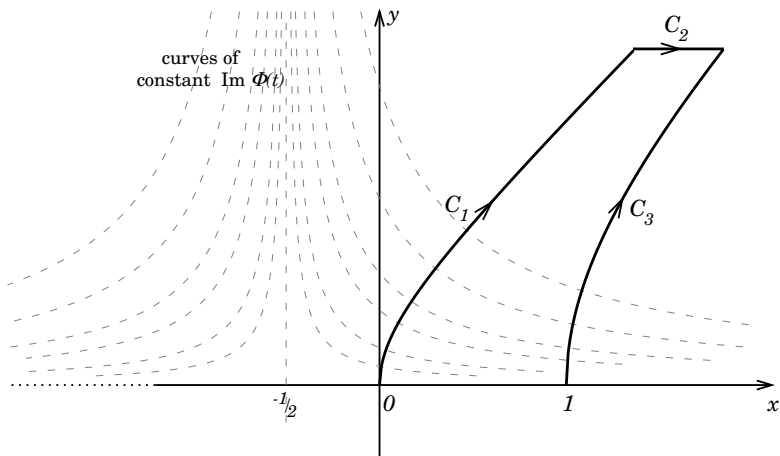 y
C₂
curves of
constant Im Φ(t)
C₁
C₃
-1/2
0
1
x